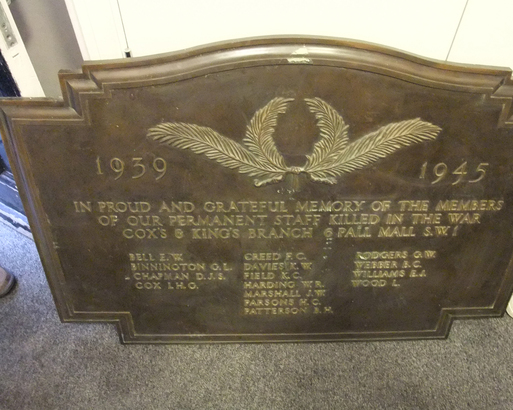 1939 1945
IN PROUD AND GRATEFUL MEMORY OF THE MEMBERS
OF OUR PERMANENT STAFF KILLED IN THE WAR
COX'S & KING'S BRANCH 6 PALL MALL S.W.1
BELL E.W.
BINNINGTON O.L.
CHAPMAN D.J.S.
COX I.H.G.
CREED F.C.
DAVIES K.W.
FIELD K.C.
HARDING W.R.
MARSHALL J.W.
PARSONS H.C.
PATTERSON B.H.
RODGERS O.W.
WEBBER B.C.
WILLIAMS E.J.
WOOD L.